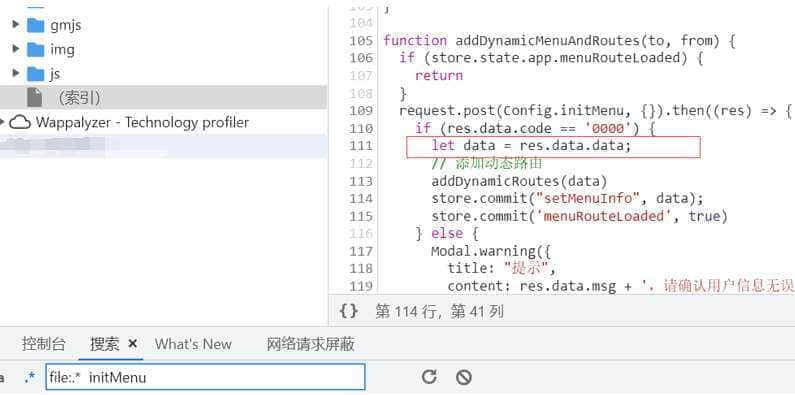 gmjs
img
js
（索引）
Wappalyzer - Technology profiler
104
105 function addDynamicMenuAndRoutes(to, from) {
106 if (store.state.app.menuRouteLoaded) {
107 return
108 }
109 request.post(Config.initMenu, {}).then((res) => {
110 if (res.data.code == '0000') {
111 let data = res.data.data;
112 // 添加动态路由
113 addDynamicRoutes(data)
114 store.commit("setMenuInfo", data);
115 store.commit('menuRouteLoaded', true)
116 } else {
117 Modal.warning({
118 title: "提示",
119 content: res.data.msg + '，请确认用户信息无误
{} 第 114 行，第 41 列
控制台 搜索 × What's New 网络请求屏蔽
.* file:.* initMenu